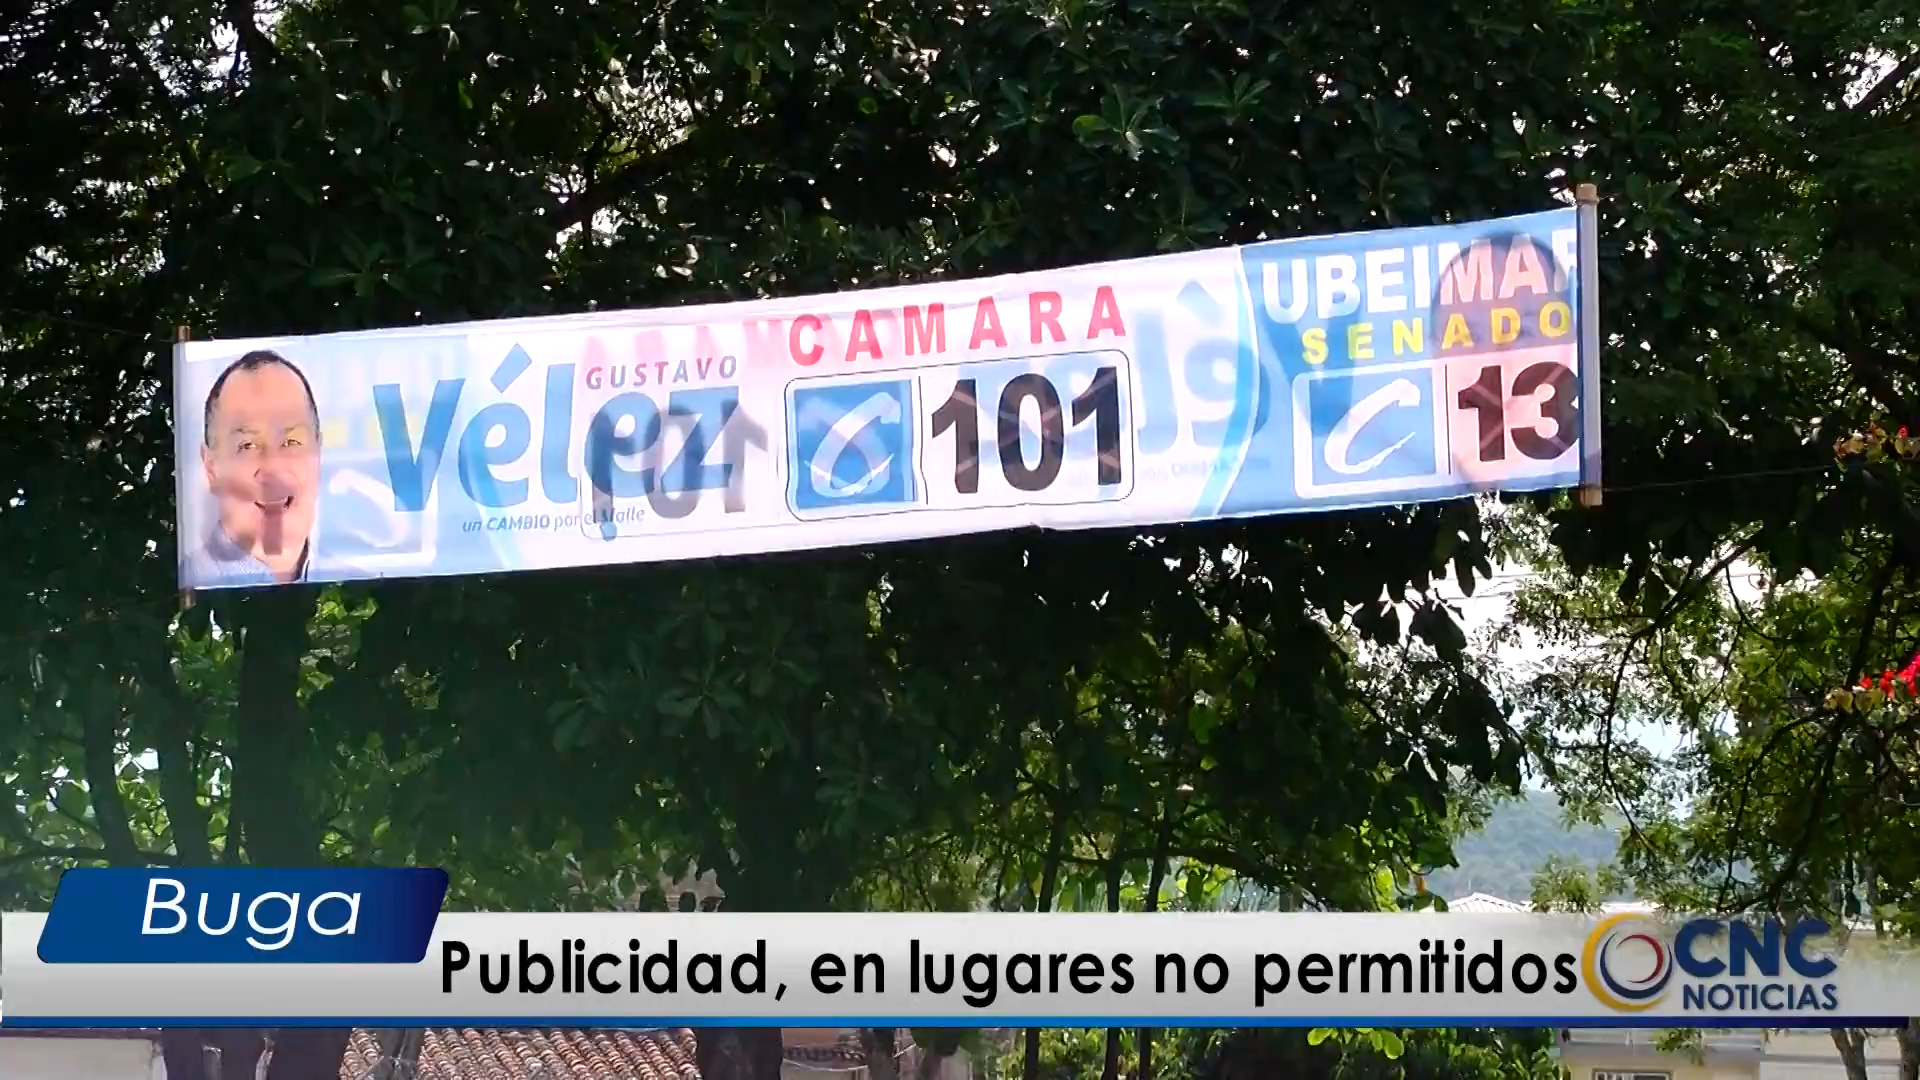 CAMARA
GUSTAVO
Vélez
un CAMBIO por el Valle
101
UBEIMAR
SENADO
13
Buga
Publicidad, en lugares no permitidos
CNC
NOTICIAS